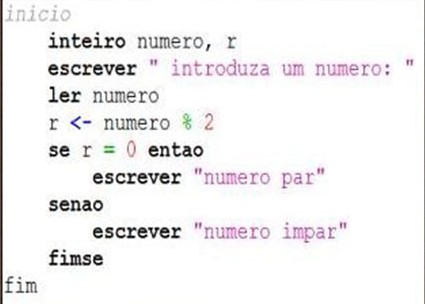 inicio
inteiro numero, r
escrever " introduza um numero: "
ler numero
r <- numero % 2
se r = 0 entao
escrever "numero par"
senao
escrever "numero impar"
fimse
fim